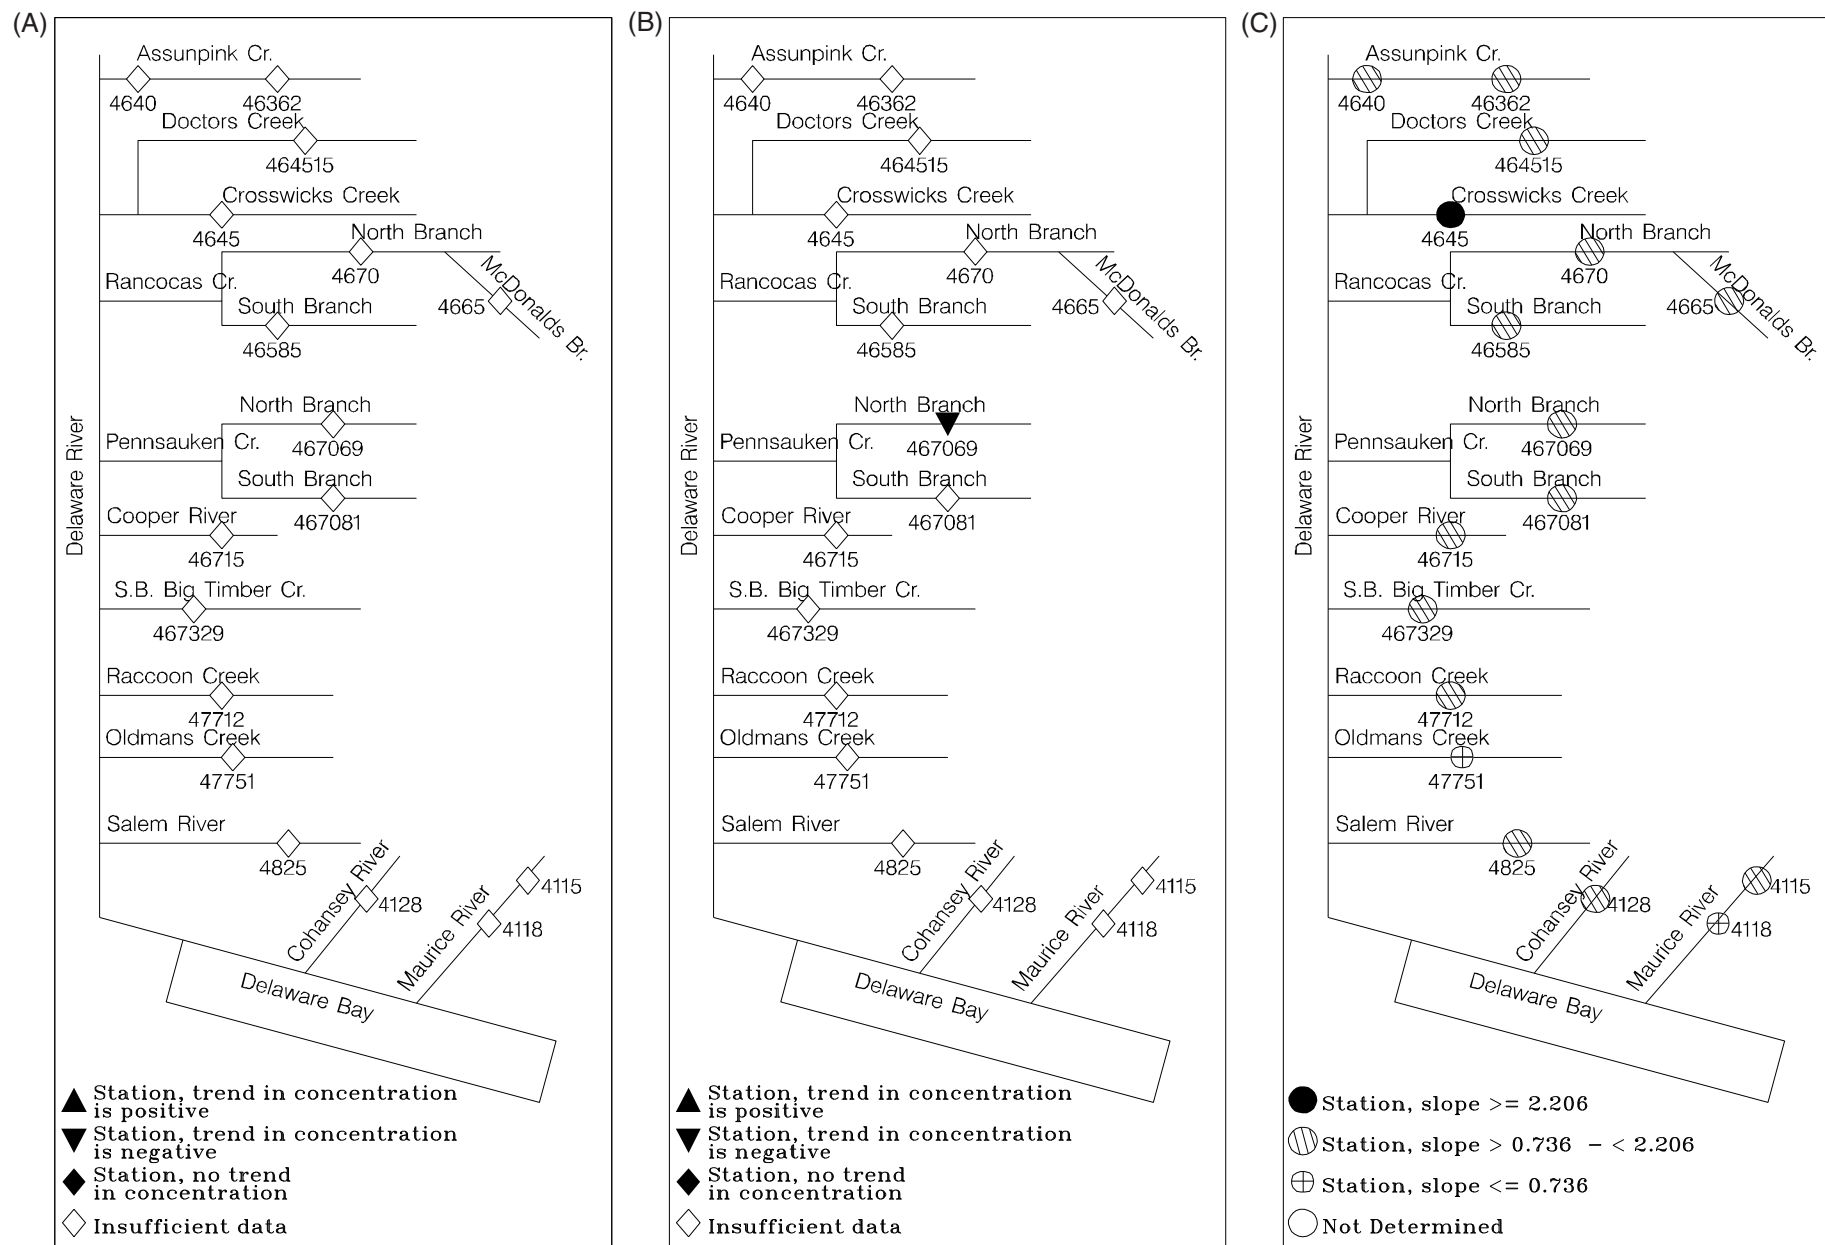 (A)
Assunpink Cr.
4640
46362
Doctors Creek
464515
Crosswicks Creek
4645
North Branch
4670
Rancocas Cr.
McDonalds Br.
4665
South Branch
46585
North Branch
467069
Pennsauken Cr.
South Branch
467081
Delaware River
Cooper River
46715
S.B. Big Timber Cr.
467329
Raccoon Creek
47712
Oldmans Creek
47751
Salem River
4825
Cohansey River
4128
Maurice River
4115
4118
Delaware Bay
Station, trend in concentration
is positive
Station, trend in concentration
is negative
Station, no trend
in concentration
Insufficient data
(B)
Assunpink Cr.
4640
46362
Doctors Creek
464515
Crosswicks Creek
4645
North Branch
4670
Rancocas Cr.
McDonalds Br.
4665
South Branch
46585
North Branch
467069
Pennsauken Cr.
South Branch
467081
Delaware River
Cooper River
46715
S.B. Big Timber Cr.
467329
Raccoon Creek
47712
Oldmans Creek
47751
Salem River
4825
Cohansey River
4128
Maurice River
4115
4118
Delaware Bay
Station, trend in concentration
is positive
Station, trend in concentration
is negative
Station, no trend
in concentration
Insufficient data
(C)
Assunpink Cr.
4640
46362
Doctors Creek
464515
Crosswicks Creek
4645
North Branch
4670
Rancocas Cr.
McDonalds Br.
4665
South Branch
46585
North Branch
467069
Pennsauken Cr.
South Branch
467081
Delaware River
Cooper River
46715
S.B. Big Timber Cr.
467329
Raccoon Creek
47712
Oldmans Creek
47751
Salem River
4825
Cohansey River
4128
Maurice River
4115
4118
Delaware Bay
Station, slope >= 2.206
Station, slope > 0.736 - < 2.206
Station, slope <= 0.736
Not Determined